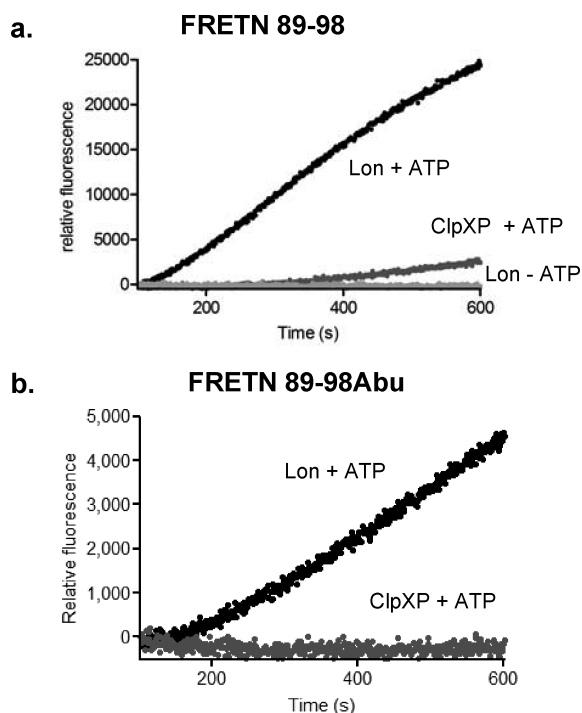 a.
FRETN 89-98
relative fluorescence
25000
20000
15000
10000
5000
0
Lon + ATP
ClpXP + ATP
Lon - ATP
200
400
600
Time (s)
b.
FRETN 89-98Abu
Relative fluorescence
5,000
4,000
3,000
2,000
1,000
0
Lon + ATP
ClpXP + ATP
200
400
600
Time (s)